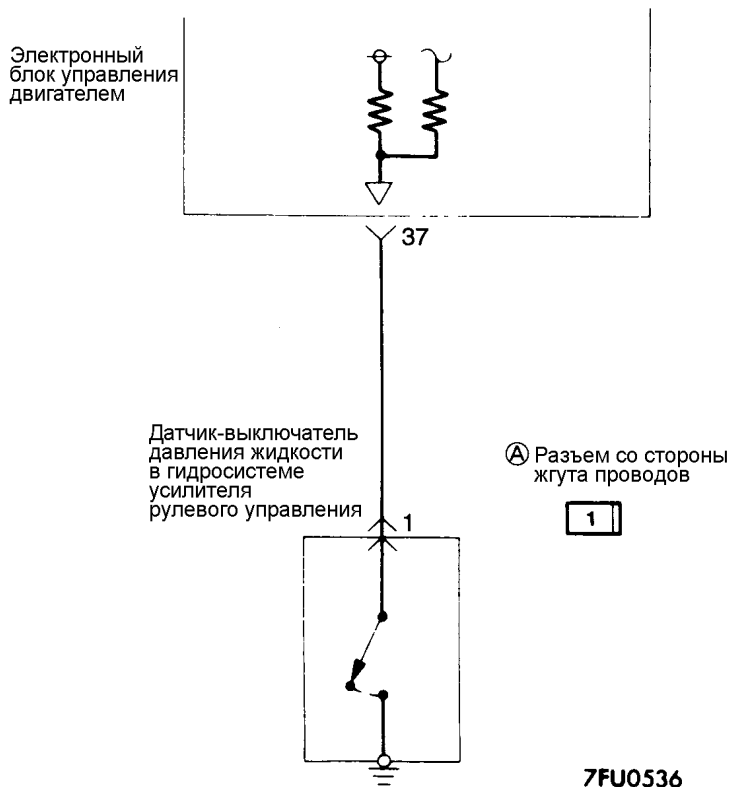 Электронный
блок управления
двигателем
37
Датчик-выключатель
давления жидкости
в гидросистеме
усилителя
рулевого управления
1
A Разъем со стороны
жгута проводов
1
7FU0536